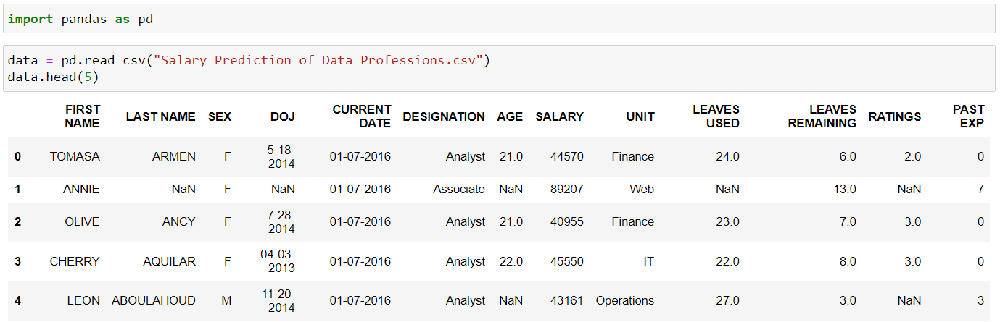 import pandas as pd
data = pd.read_csv("Salary Prediction of Data Professions.csv")
data.head(5)
FIRST NAME LAST NAME SEX DOJ CURRENT DATE DESIGNATION AGE SALARY UNIT LEAVES USED LEAVES REMAINING RATINGS PAST EXP
0 TOMASA ARMEN F 5-18-2014 01-07-2016 Analyst 21.0 44570 Finance 24.0 6.0 2.0 0
1 ANNIE NaN F NaN 01-07-2016 Associate NaN 89207 Web NaN 13.0 NaN 7
2 OLIVE ANCY F 7-28-2014 01-07-2016 Analyst 21.0 40955 Finance 23.0 7.0 3.0 0
3 CHERRY AQUILAR F 04-03-2013 01-07-2016 Analyst 22.0 45550 IT 22.0 8.0 3.0 0
4 LEON ABOULAHOUD M 11-20-2014 01-07-2016 Analyst NaN 43161 Operations 27.0 3.0 NaN 3